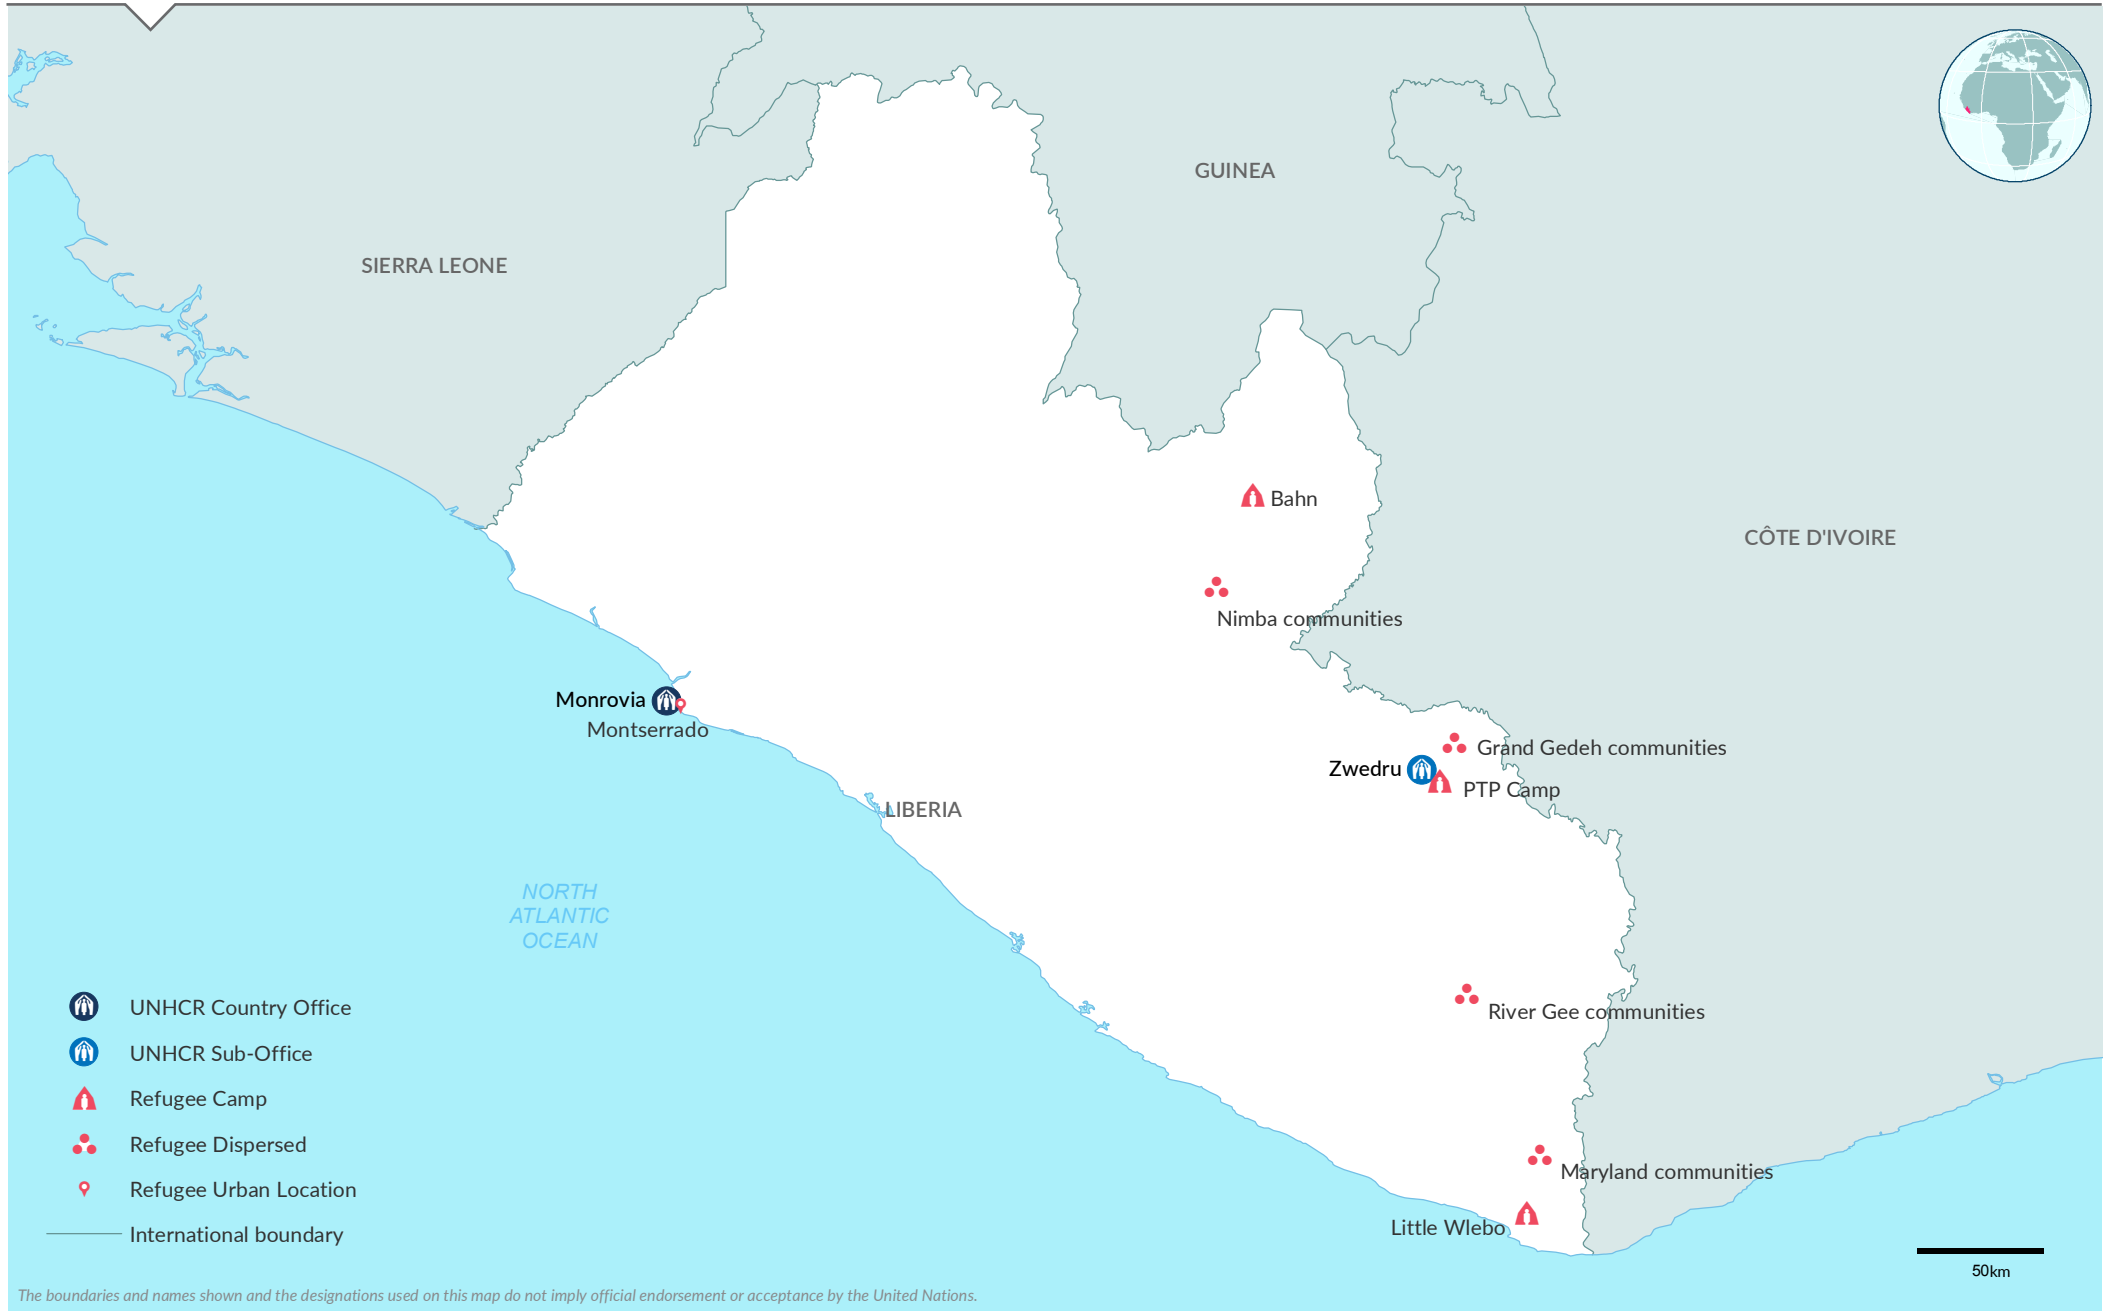 GUINEA
SIERRA LEONE
Bahn
CÔTE D'IVOIRE
Nimba communities
Monrovia
Montserrado
Grand Gedeh communities
Zwedru
PTP Camp
LIBERIA
NORTH
ATLANTIC
OCEAN
River Gee communities
Maryland communities
Little Wlebo
UNHCR Country Office
UNHCR Sub-Office
Refugee Camp
Refugee Dispersed
Refugee Urban Location
International boundary
50km
The boundaries and names shown and the designations used on this map do not imply official endorsement or acceptance by the United Nations.